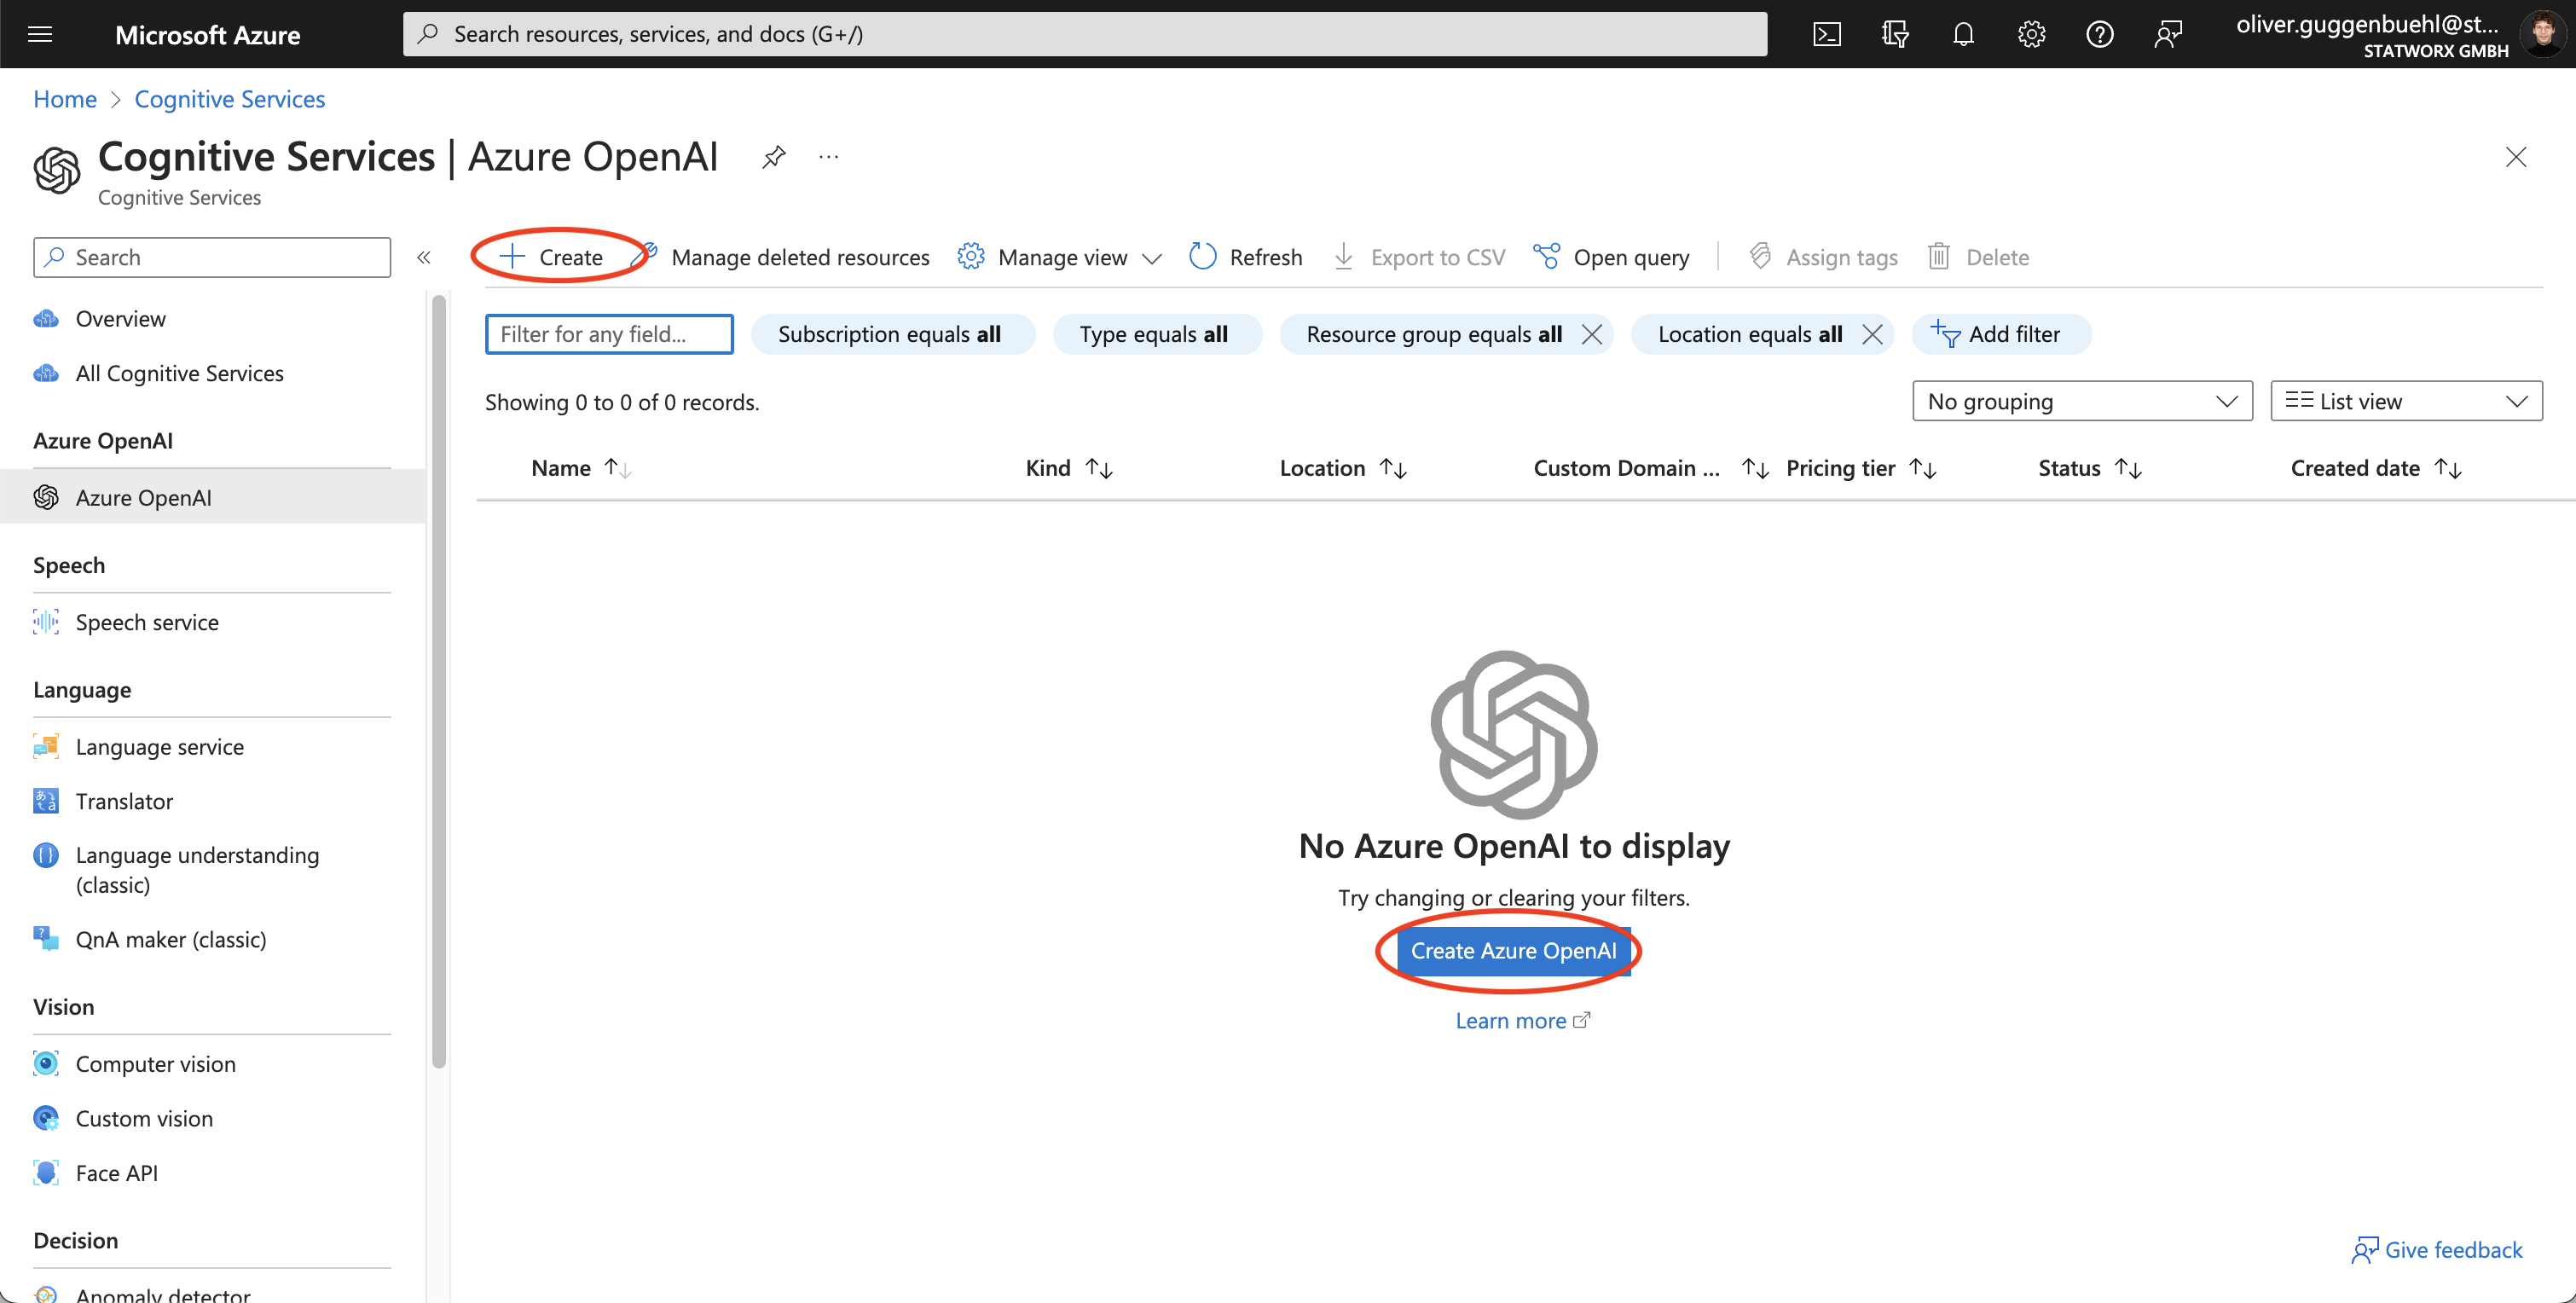 Microsoft Azure
Search resources, services, and docs (G+/)
oliver.guggenbuehl@st...
STATWORX GMBH
Home > Cognitive Services
Cognitive Services | Azure OpenAI
...
Cognitive Services
Search
«
Create
Manage deleted resources
Manage view
Refresh
Export to CSV
Open query
Assign tags
Delete
Filter for any field...
Subscription equals all
Type equals all
Resource group equals all
Location equals all
Add filter
Showing 0 to 0 of 0 records.
No grouping
List view
Name
Kind
Location
Custom Domain ...
Pricing tier
Status
Created date
Overview
All Cognitive Services
Azure OpenAI
Azure OpenAI
Speech
Speech service
Language
Language service
Translator
Language understanding
(classic)
QnA maker (classic)
Vision
Computer vision
Custom vision
Face API
Decision
Anomaly detector
No Azure OpenAI to display
Try changing or clearing your filters.
Create Azure OpenAI
Learn more
Give feedback